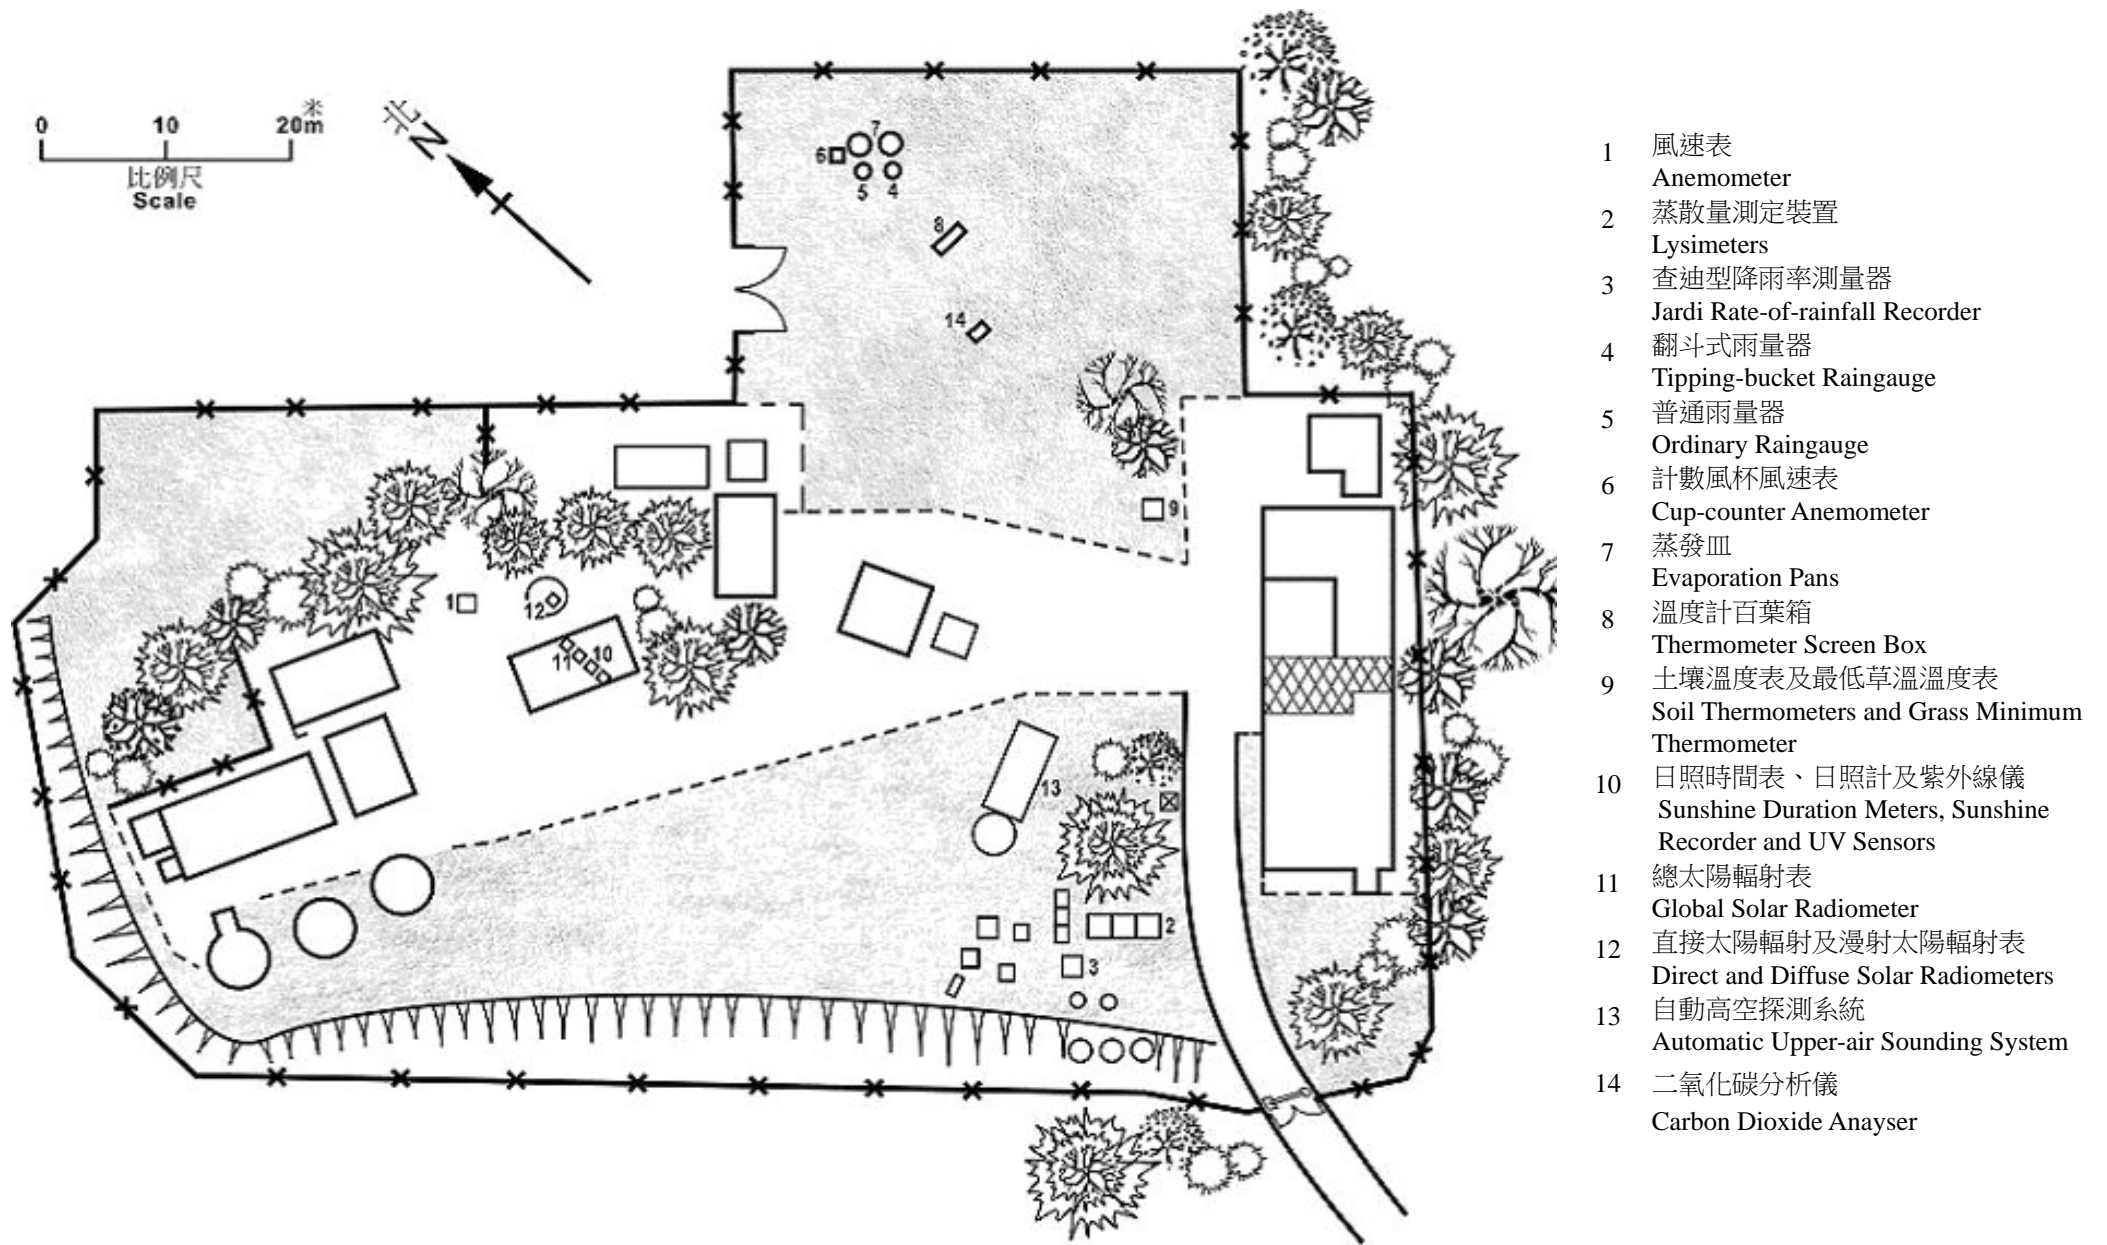 0 10 20m
米
比例尺
Scale
北
N
7
6
5 4
8
14
9
1
12
11 10
13
2
3
1 風速表
Anemometer
2 蒸散量測定裝置
Lysimeters
3 查迪型降雨率測量器
Jardi Rate-of-rainfall Recorder
4 翻斗式雨量器
Tipping-bucket Raingauge
5 普通雨量器
Ordinary Raingauge
6 計數風杯風速表
Cup-counter Anemometer
7 蒸發皿
Evaporation Pans
8 溫度計百葉箱
Thermometer Screen Box
9 土壤溫度表及最低草溫溫度表
Soil Thermometers and Grass Minimum
Thermometer
10 日照時間表、日照計及紫外線儀
Sunshine Duration Meters, Sunshine
Recorder and UV Sensors
11 總太陽輻射表
Global Solar Radiometer
12 直接太陽輻射及漫射太陽輻射表
Direct and Diffuse Solar Radiometers
13 自動高空探測系統
Automatic Upper-air Sounding System
14 二氧化碳分析儀
Carbon Dioxide Anayser